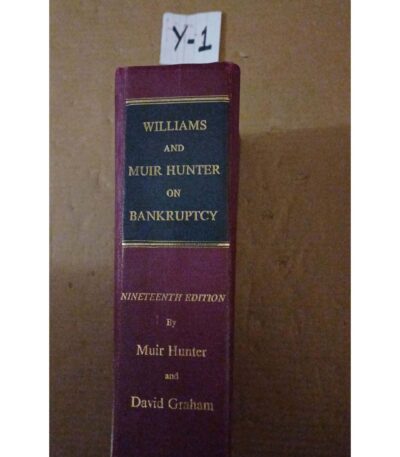 Y-1
WILLIAMS
AND
MUIR HUNTER
ON
BANKRUPTCY
NINETEENTH EDITION
By
Muir Hunter
and
David Graham